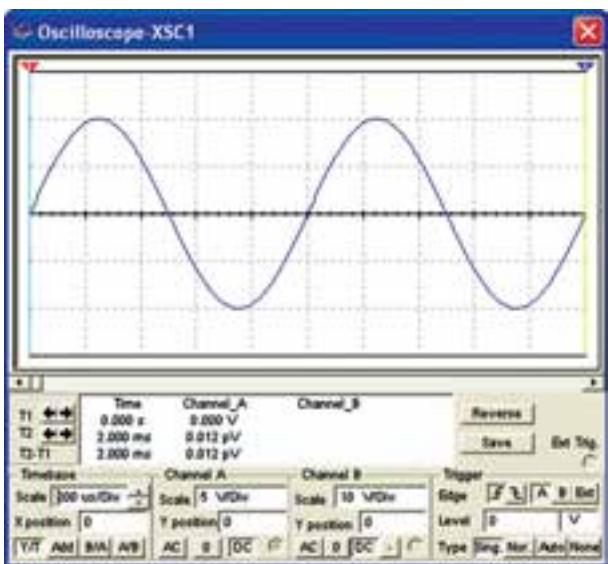 Oscilloscope-XSC1
Time Channel_A Channel_B
T1 0.000 s 0.000 V
T2 2.000 ms 0.012 pV
T2-T1 2.000 ms 0.012 pV
Reverse
Save Ext Trig.
Timebase Channel A Channel B Trigger
Scale 200 us/Div Scale 5 V/Div Scale 10 V/Div Edge A B Ext
X position 0 Y position 0 Y position 0 Level 0 V
Y/T Add B/A A/B AC 0 DC AC 0 DC - Type Sing. Nor. Auto None